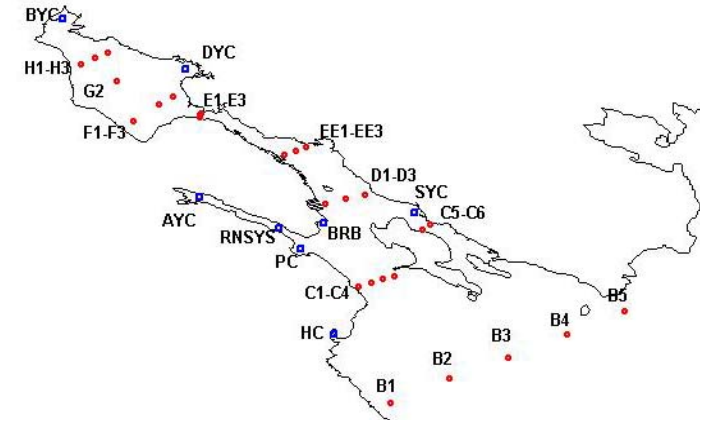 BYC
DYC
H1-H3
G2
E1-E3
F1-F3
EE1-EE3
D1-D3
SYC
AYC
C5-C6
RNSYS
BRB
PC
C1-C4
B5
HC
B4
B3
B2
B1